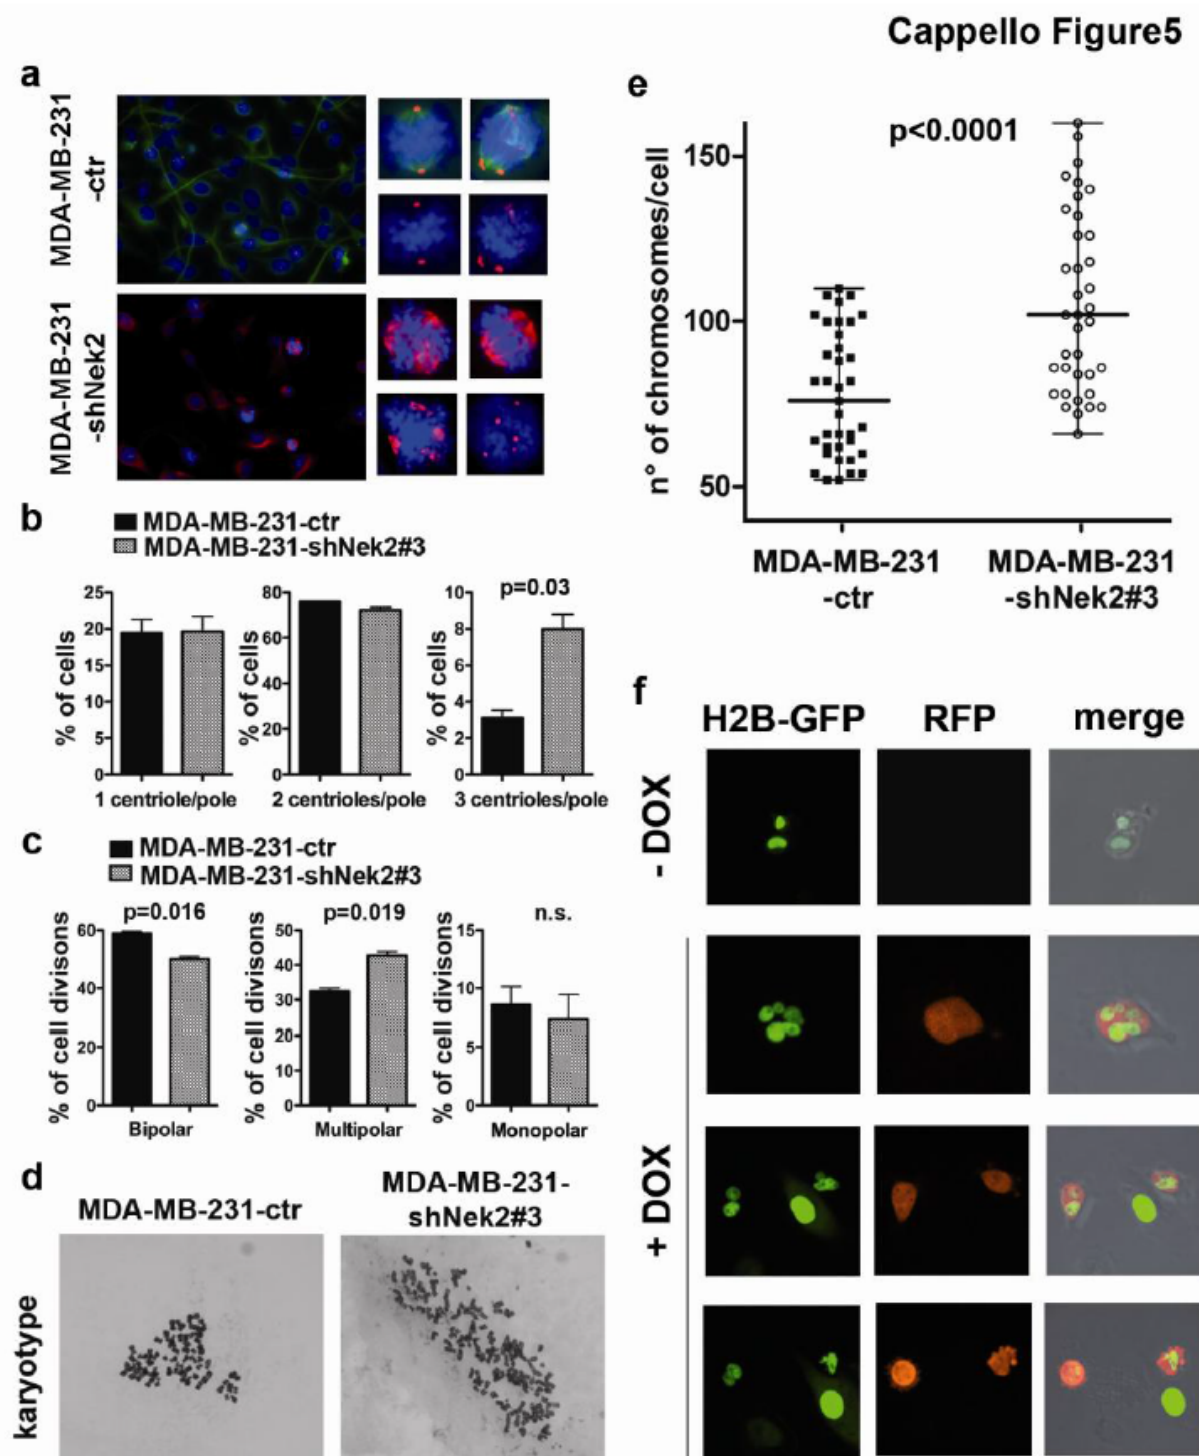 Cappello Figure5
a
MDA-MB-231
-ctr
MDA-MB-231
-shNek2
b
MDA-MB-231-ctr
MDA-MB-231-shNek2#3
% of cells
25
20
15
10
5
0
1 centriole/pole
% of cells
80
60
40
20
0
2 centrioles/pole
% of cells
p=0.03
10
8
6
4
2
0
3 centrioles/pole
c
MDA-MB-231-ctr
MDA-MB-231-shNek2#3
% of cell divisons
p=0.016
60
40
20
0
Bipolar
% of cell divisons
p=0.019
50
40
30
20
10
0
Multipolar
% of cell divisons
n.s.
15
10
5
0
Monopolar
d
MDA-MB-231-ctr
MDA-MB-231-
shNek2#3
karyotype
e
n° of chromosomes/cell
p<0.0001
150
100
50
MDA-MB-231
-ctr
MDA-MB-231
-shNek2#3
f
H2B-GFP RFP merge
- DOX
+ DOX